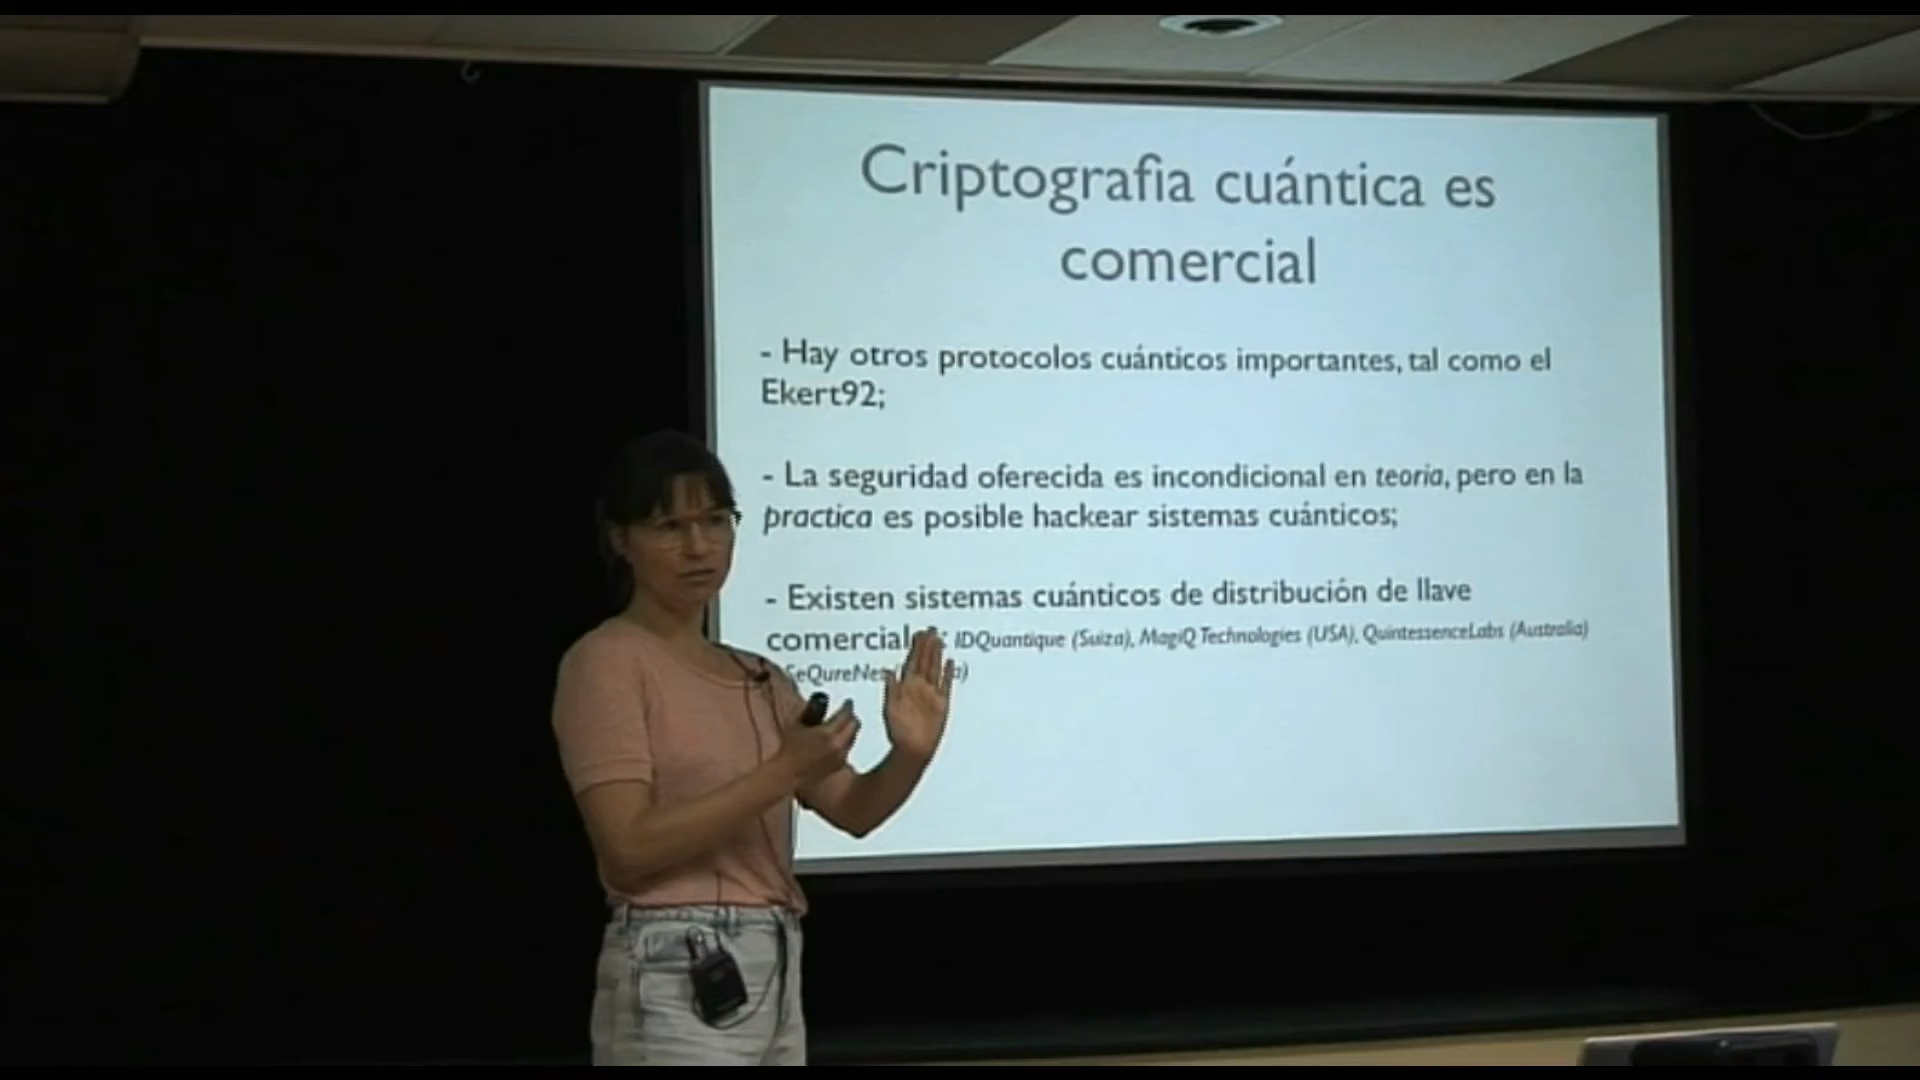 Criptografia cuántica es
comercial
- Hay otros protocolos cuánticos importantes, tal como el
Ekert92;
- La seguridad oferecida es incondicional en teoria, pero en la
practica es posible hackear sistemas cuánticos;
- Existen sistemas cuánticos de distribución de llave
IDQuantique (Suiza), MagiQ Technologies (USA), QuintessenceLabs (Australia)